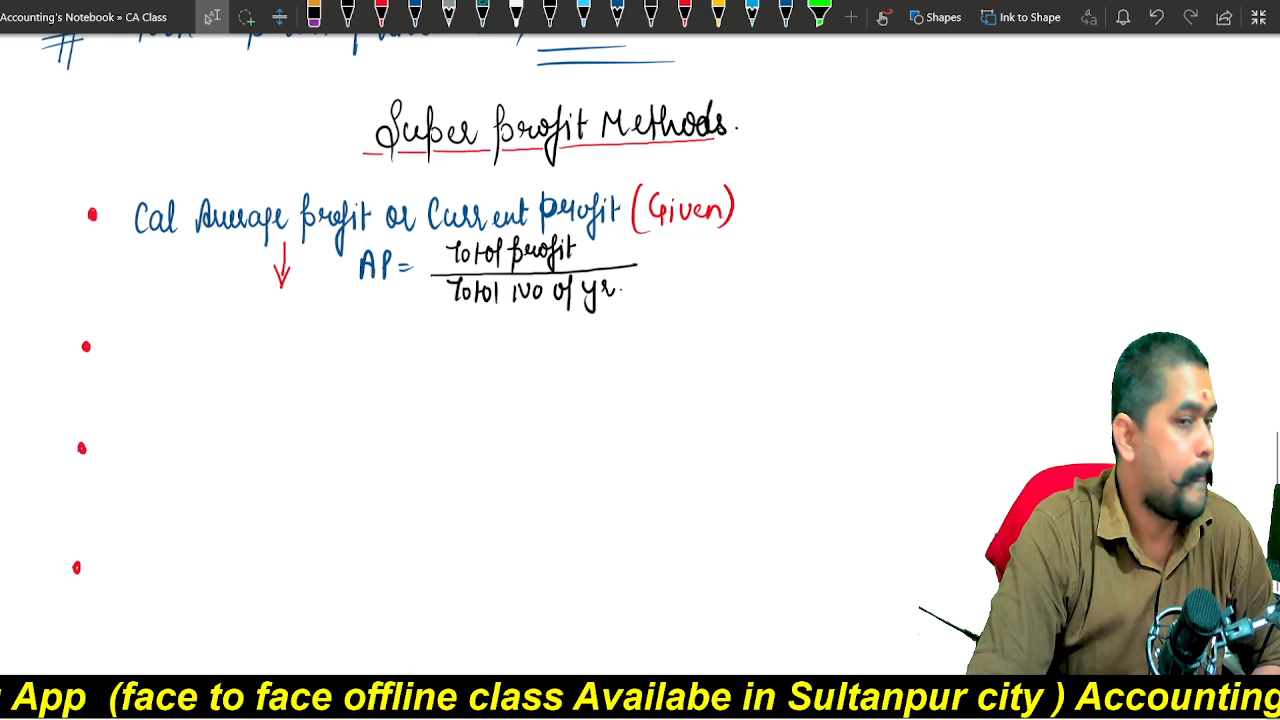 Accounting's Notebook » CA Class
Shapes
Ink to Shape
#
Super profit Methods.
• Cal Average profit or Current profit (Given)
AP = Total profit
Total No of yr.
•
•
•
App (face to face offline class Availabe in Sultanpur city ) Accounting